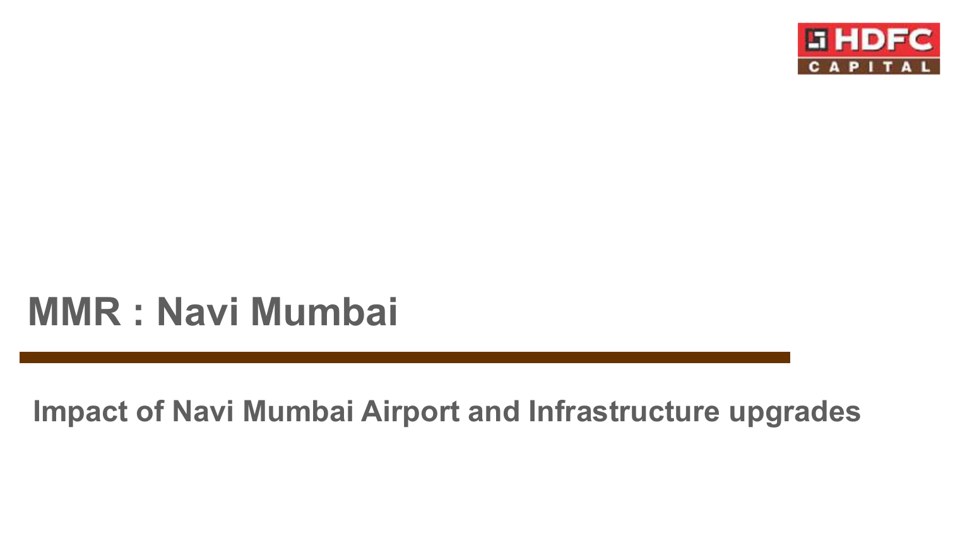 HDFC
CAPITAL
MMR : Navi Mumbai
Impact of Navi Mumbai Airport and Infrastructure upgrades